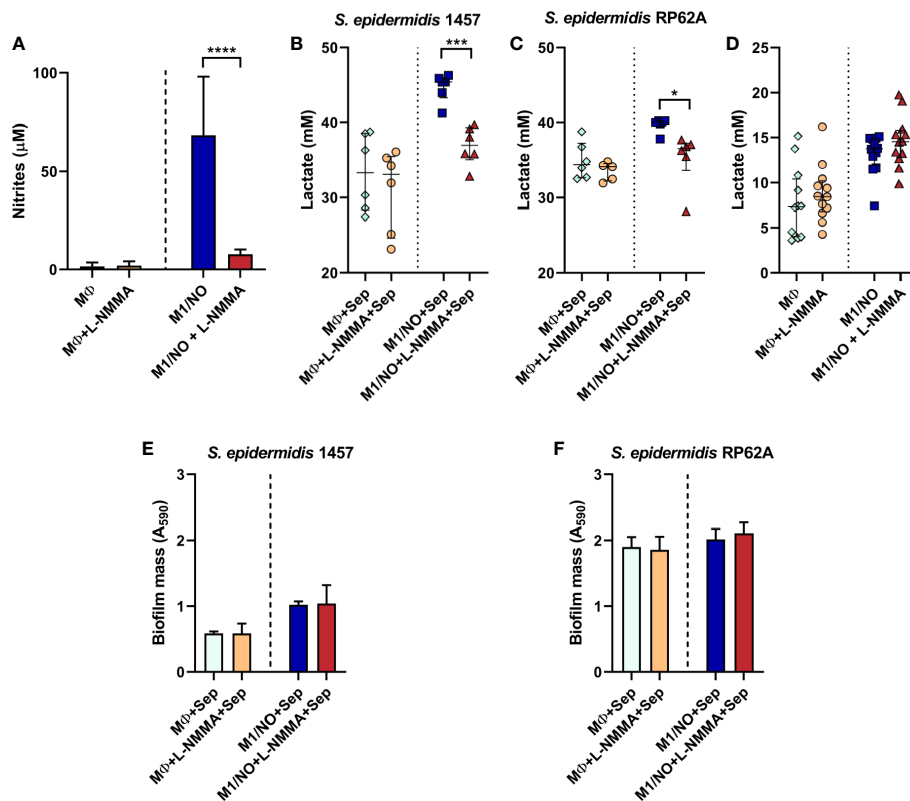 S. epidermidis 1457
S. epidermidis RP62A
A
B
C
D
****
***
*
Nitrites (μM)
100
50
0
MΦ
MΦ+L-NMMA
M1/NO
M1/NO + L-NMMA
Lactate (mM)
50
40
30
20
MΦ+Sep
MΦ+L-NMMA+Sep
M1/NO+Sep
M1/NO+L-NMMA+Sep
Lactate (mM)
50
40
30
20
MΦ+Sep
MΦ+L-NMMA+Sep
M1/NO+Sep
M1/NO+L-NMMA+Sep
Lactate (mM)
25
20
15
10
5
0
MΦ
MΦ+L-NMMA
M1/NO
M1/NO + L-NMMA
E
S. epidermidis 1457
Biofilm mass (A590)
3
2
1
0
MΦ+Sep
MΦ+L-NMMA+Sep
M1/NO+Sep
M1/NO+L-NMMA+Sep
F
S. epidermidis RP62A
Biofilm mass (A590)
3
2
1
0
MΦ+Sep
MΦ+L-NMMA+Sep
M1/NO+Sep
M1/NO+L-NMMA+Sep